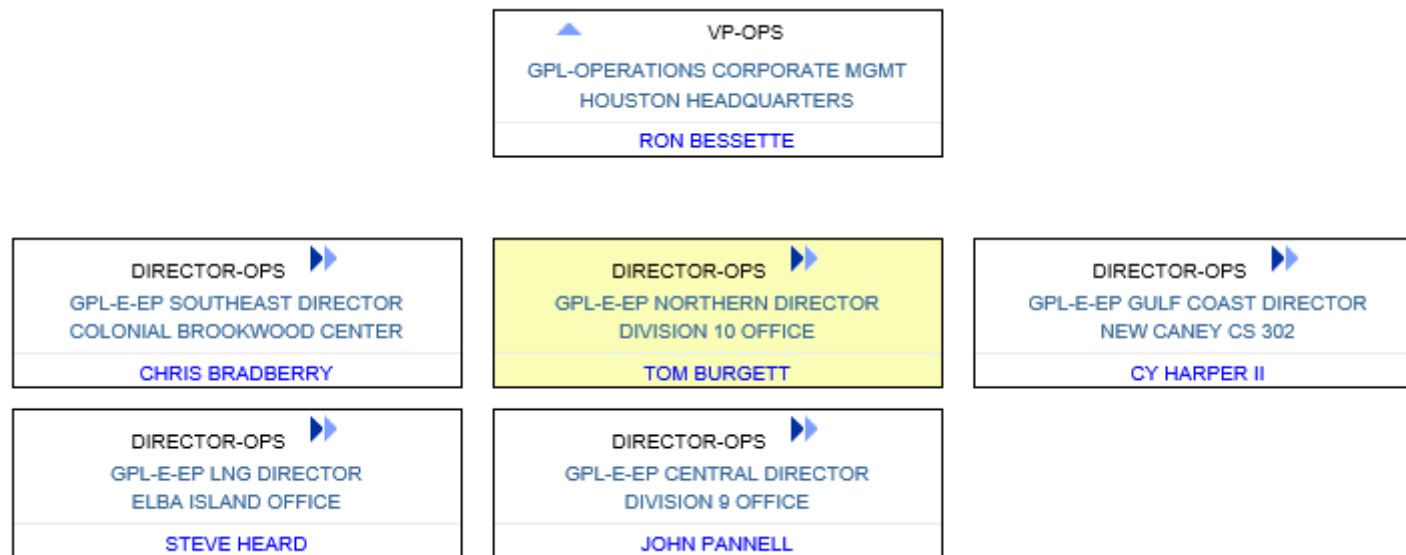 VP-OPS
GPL-OPERATIONS CORPORATE MGMT
HOUSTON HEADQUARTERS
RON BESSETTE
DIRECTOR-OPS
GPL-E-EP SOUTHEAST DIRECTOR
COLONIAL BROOKWOOD CENTER
CHRIS BRADBERRY
DIRECTOR-OPS
GPL-E-EP NORTHERN DIRECTOR
DIVISION 10 OFFICE
TOM BURGETT
DIRECTOR-OPS
GPL-E-EP GULF COAST DIRECTOR
NEW CANEY CS 302
CY HARPER II
DIRECTOR-OPS
GPL-E-EP LNG DIRECTOR
ELBA ISLAND OFFICE
STEVE HEARD
DIRECTOR-OPS
GPL-E-EP CENTRAL DIRECTOR
DIVISION 9 OFFICE
JOHN PANNELL